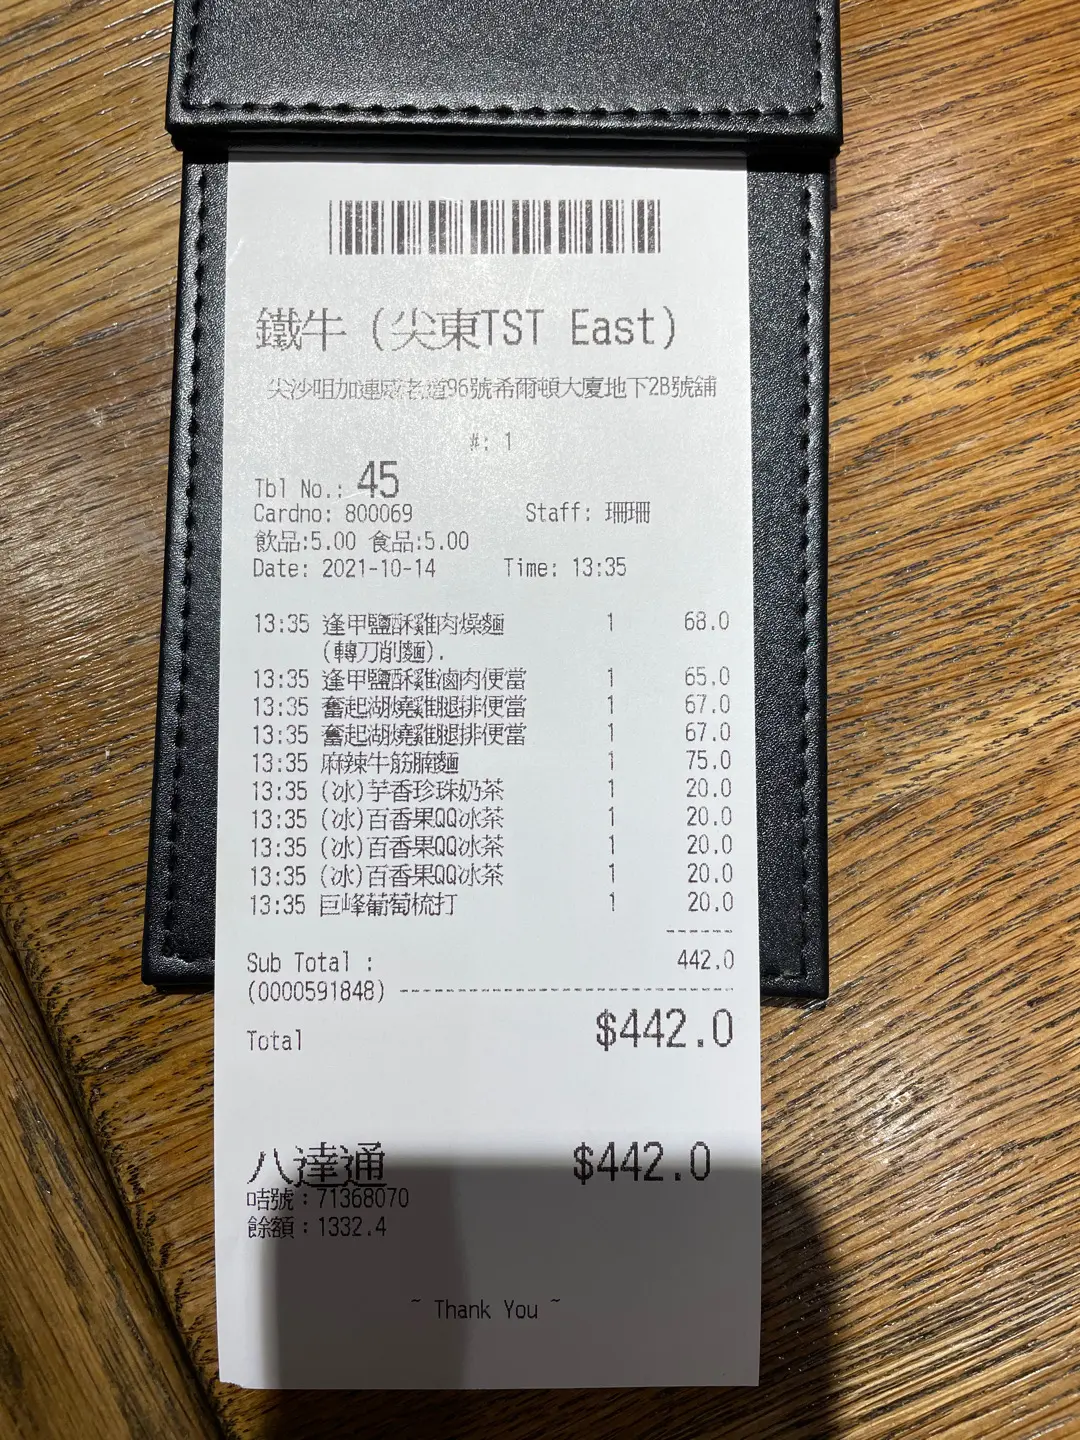 鐵牛 (尖東TST East)
尖沙咀加連威老道96號希爾頓大廈地下2B號舖
#: 1
Tbl No.: 45
Cardno: 800069 Staff: 珊珊
飲品:5.00 食品:5.00
Date: 2021-10-14 Time: 13:35
13:35 逢甲鹽酥雞肉燥麵 1 68.0
(轉刀削麵).
13:35 逢甲鹽酥雞滷肉便當 1 65.0
13:35 奮起湖燒雞腿排便當 1 67.0
13:35 奮起湖燒雞腿排便當 1 67.0
13:35 麻辣牛筋腩麵 1 75.0
13:35 (冰)芋香珍珠奶茶 1 20.0
13:35 (冰)百香果QQ冰茶 1 20.0
13:35 (冰)百香果QQ冰茶 1 20.0
13:35 (冰)百香果QQ冰茶 1 20.0
13:35 巨峰葡萄梳打 1 20.0
Sub Total : 442.0
(0000591848)
Total $442.0
八達通 $442.0
咭號：71368070
餘額：1332.4
~ Thank You ~